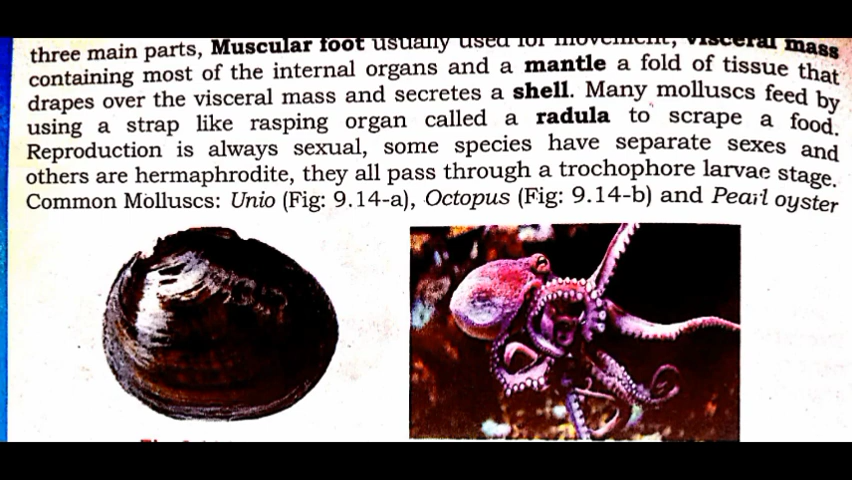 three main parts, Muscular foot usually used for movement, visceral mass
containing most of the internal organs and a mantle a fold of tissue that
drapes over the visceral mass and secretes a shell. Many molluscs feed by
using a strap like rasping organ called a radula to scrape a food.
Reproduction is always sexual, some species have separate sexes and
others are hermaphrodite, they all pass through a trochophore larvae stage.
Common Molluscs: Unio (Fig: 9.14-a), Octopus (Fig: 9.14-b) and Pearl oyster